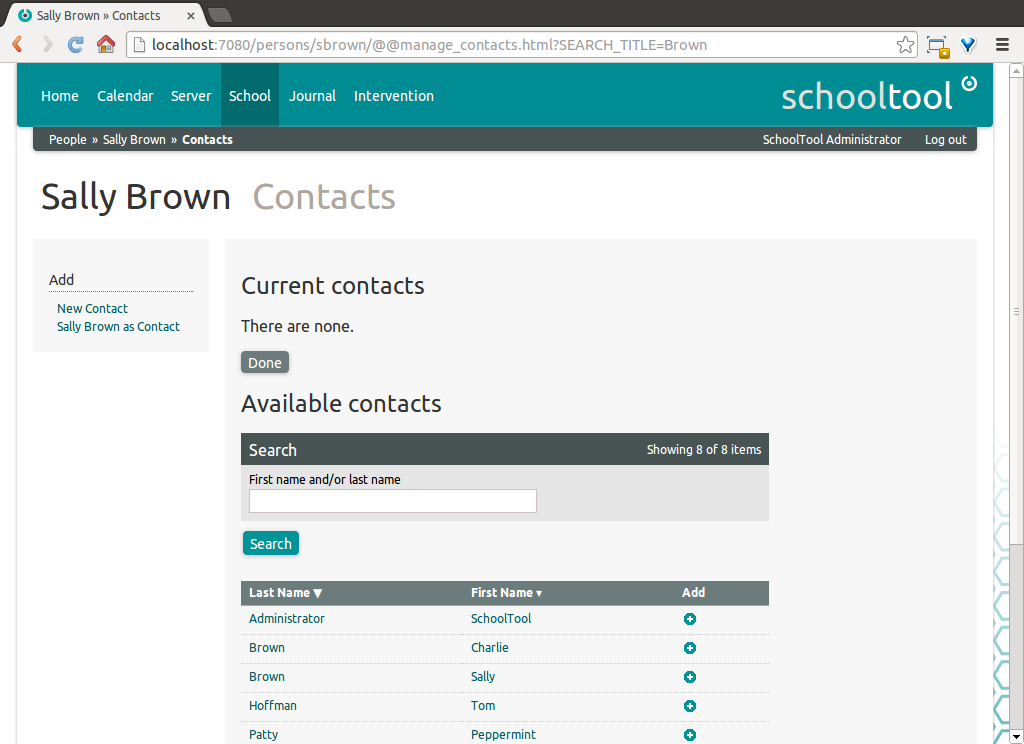 Sally Brown » Contacts
localhost:7080/persons/sbrown/@@manage_contacts.html?SEARCH_TITLE=Brown
Home Calendar Server School Journal Intervention schooltool
People » Sally Brown » Contacts SchoolTool Administrator Log out
Sally Brown Contacts
Add
New Contact
Sally Brown as Contact
Current contacts
There are none.
Done
Available contacts
Search Showing 8 of 8 items
First name and/or last name
Search
Last Name ▼ First Name ▾ Add
Administrator SchoolTool
Brown Charlie
Brown Sally
Hoffman Tom
Patty Peppermint